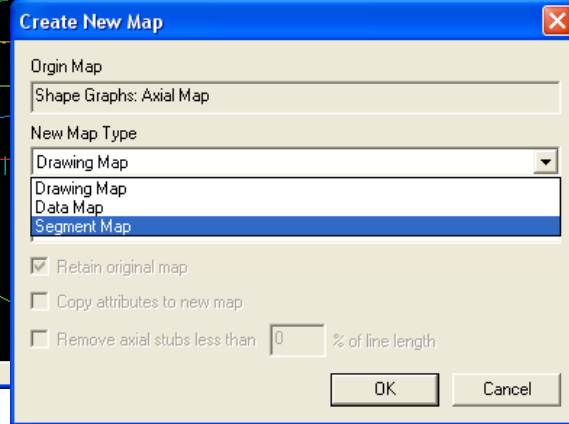 Create New Map
Orgin Map
Shape Graphs: Axial Map
New Map Type
Drawing Map
Drawing Map
Data Map
Segment Map
Retain original map
Copy attributes to new map
Remove axial stubs less than 0 % of line length
OK Cancel